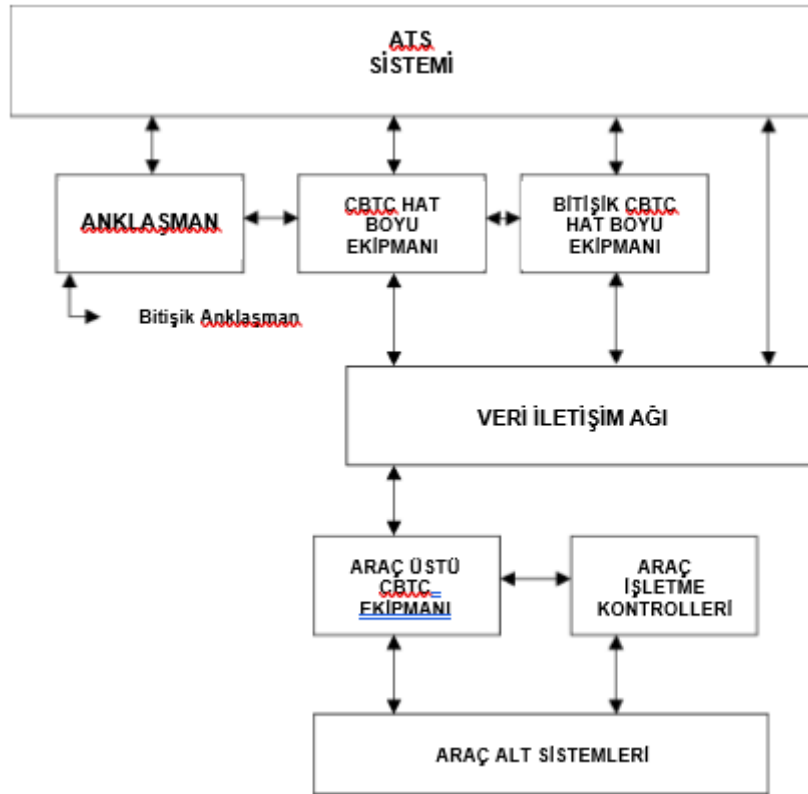 ATS
SİSTEMİ
ANKLAŞMAN
CBTC HAT
BOYU
EKİPMANI
BİTİŞİK CBTC
HAT BOYU
EKİPMANI
Bitişik Anklaşman
VERİ İLETİŞİM AĞI
ARAÇ ÜSTÜ
CBTC
EKİPMANI
ARAÇ
İŞLETME
KONTROLLERİ
ARAÇ ALT SİSTEMLERİ